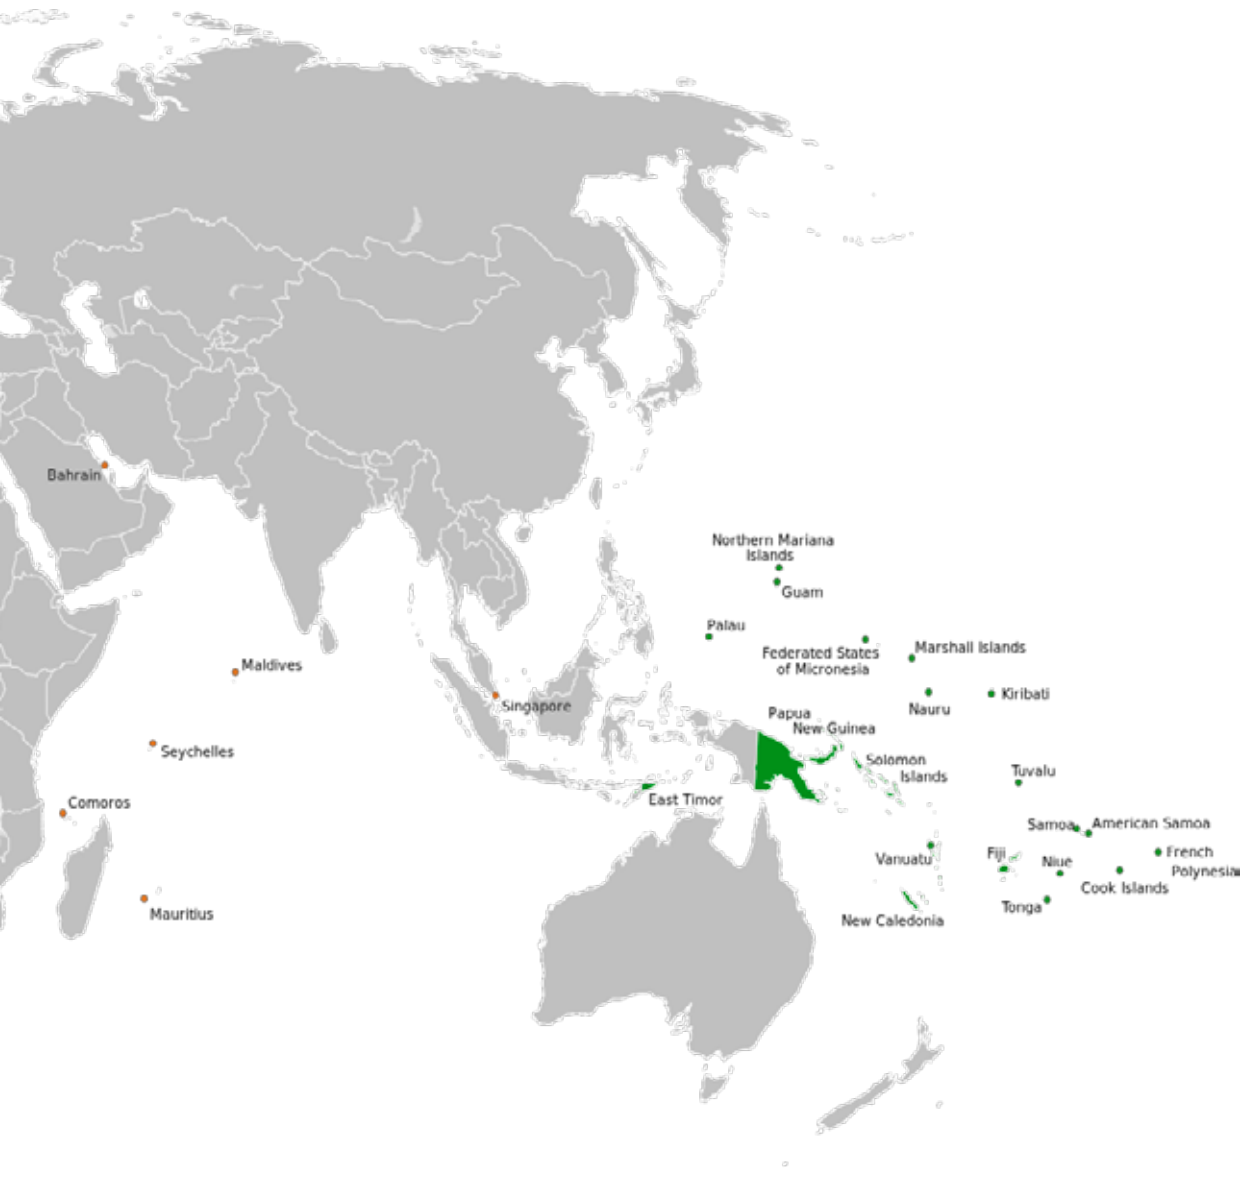 Bahrain
Northern Mariana
Islands
Guam
Palau
Federated States
of Micronesia
Marshall Islands
Maldives
Kiribati
Singapore
Nauru
Papua
New Guinea
Seychelles
Solomon
Islands
Tuvalu
East Timor
Comoros
Samoa
American Samoa
Vanuatu
Fiji
Niue
French
Polynesia
Cook Islands
Tonga
Mauritius
New Caledonia